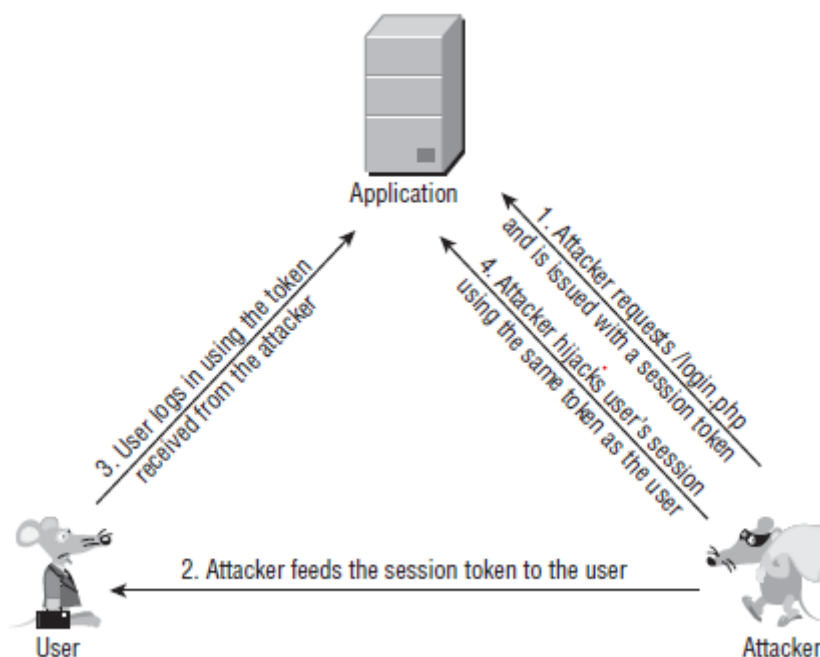 Application
1. Attacker requests /login.php
and is issued with a session token
4. Attacker hijacks user's session
using the same token as the user
3. User logs in using the token
received from the attacker
2. Attacker feeds the session token to the user
User
Attacker